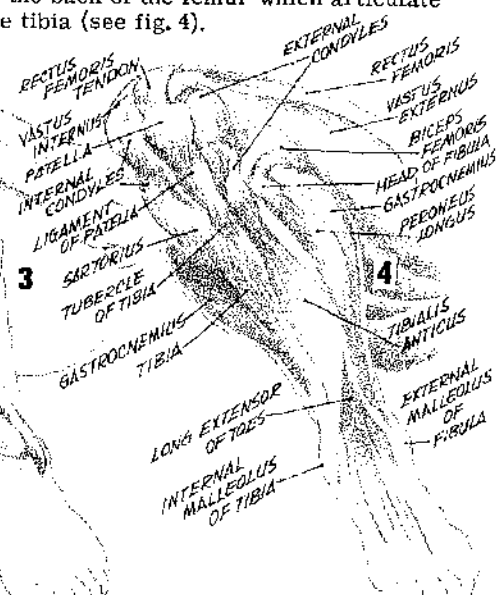 the back of the femur which articulate
e tibia (see fig. 4).
RECTUS
FEMORIS
TENDON
VASTUS
INTERNUS
PATELLA
INTERNAL
CONDYLES
LIGAMENT
OF PATELLA
3
SARTORIUS
TUBERCLE
OF TIBIA
GASTROCNEMIUS
TIBIA
LONG EXTENSOR
OF TOES
INTERNAL
MALLEOLUS
OF TIBIA
EXTERNAL
CONDYLES
RECTUS
FEMORIS
VASTUS
EXTERNUS
BICEPS
FEMORIS
HEAD OF FIBULA
GASTROCNEMIUS
PERONEUS
LONGUS
4
TIBIALIS
ANTICUS
EXTERNAL
MALLEOLUS
OF
FIBULA